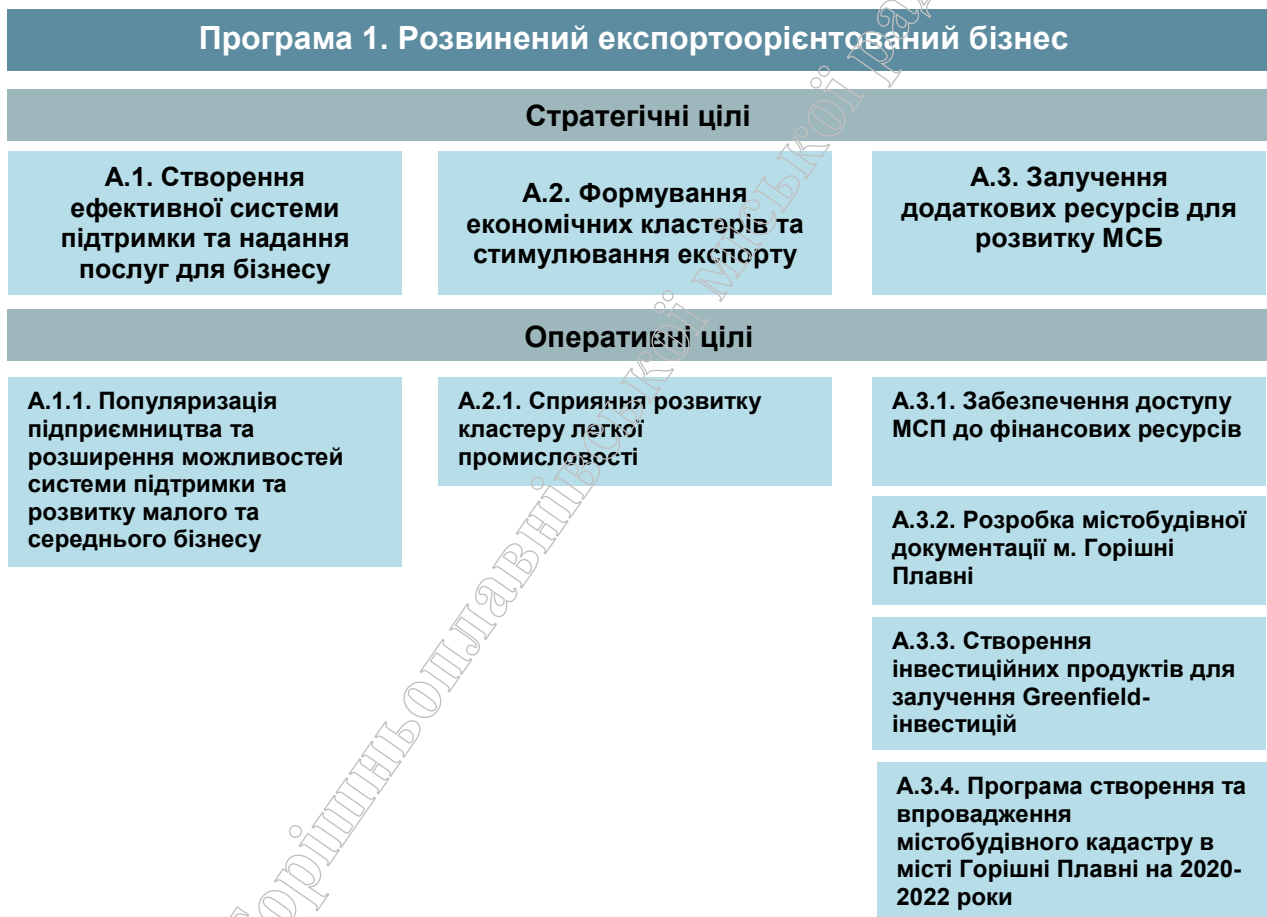 Програма 1. Розвинений експортоорієнтований бізнес
Стратегічні цілі
А.1. Створення
ефективної системи
підтримки та надання
послуг для бізнесу
А.2. Формування
економічних кластерів та
стимулювання експорту
А.3. Залучення
додаткових ресурсів для
розвитку МСБ
Оперативні цілі
А.1.1. Популяризація
підприємництва та
розширення можливостей
системи підтримки та
розвитку малого та
середнього бізнесу
А.2.1. Сприяння розвитку
кластеру легкої
промисловості
А.3.1. Забезпечення доступу
МСП до фінансових ресурсів
А.3.2. Розробка містобудівної
документації м. Горішні
Плавні
А.3.3. Створення
інвестиційних продуктів для
залучення Greenfield-
інвестицій
А.3.4. Програма створення та
впровадження
містобудівного кадастру в
місті Горішні Плавні на 2020-
2022 роки
Горішньоплавнівської міської рад